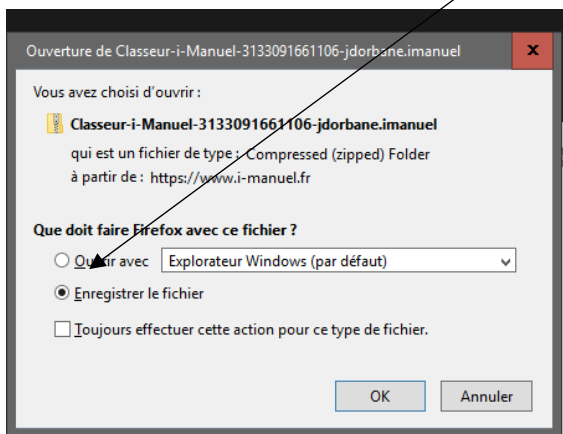 Ouverture de Classeur-i-Manuel-3133091661106-jdorbane.imanuel
x
Vous avez choisi d'ouvrir :
Classeur-i-Manuel-3133091661106-jdorbane.imanuel
qui est un fichier de type : Compressed (zipped) Folder
à partir de : https://www.i-manuel.fr
Que doit faire Firefox avec ce fichier ?
Ouvrir avec Explorateur Windows (par défaut)
Enregistrer le fichier
Toujours effectuer cette action pour ce type de fichier.
OK Annuler